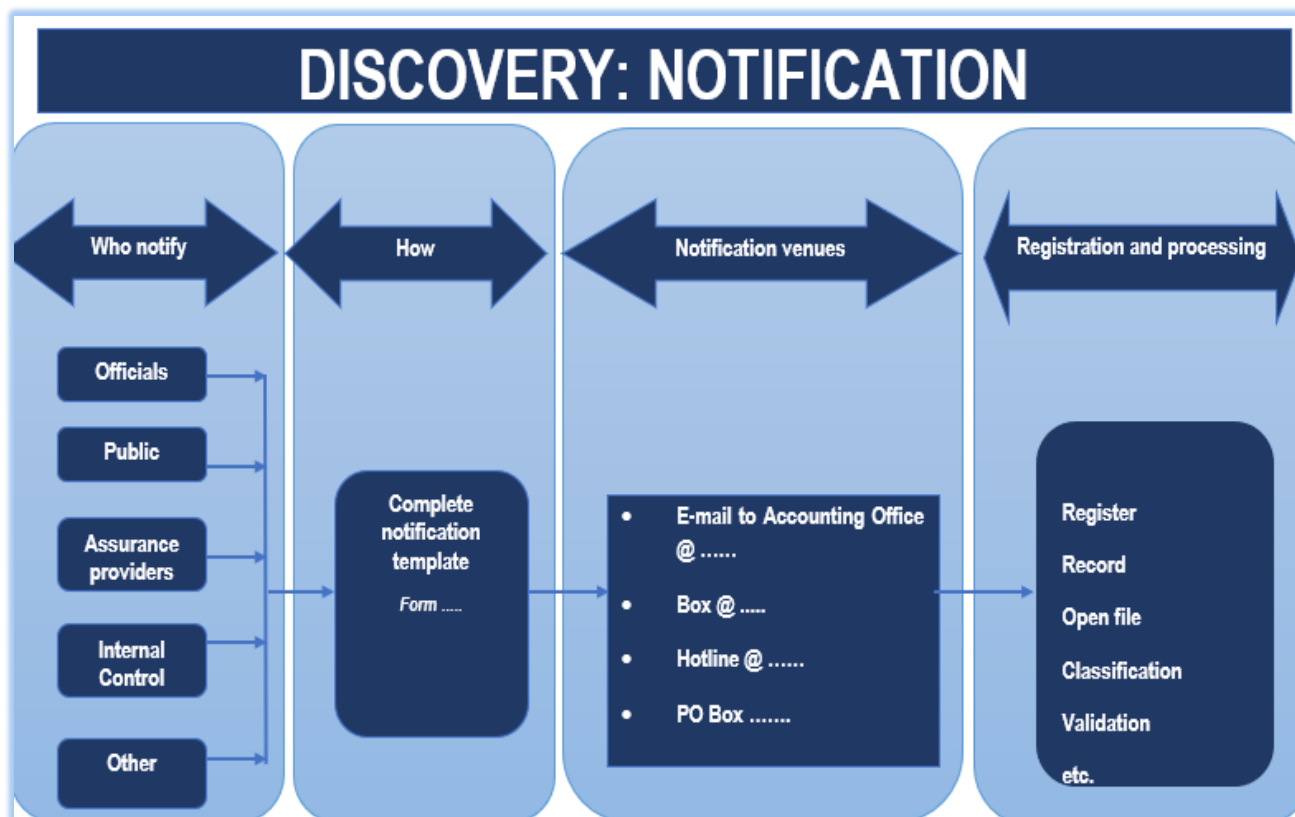 DISCOVERY: NOTIFICATION
Who notify
How
Notification venues
Registration and processing
Officials
Public
Assurance
providers
Internal
Control
Other
Complete
notification
template
Form .....
• E-mail to Accounting Office
@ ......
• Box @ .....
• Hotline @ ......
• PO Box .......
Register
Record
Open file
Classification
Validation
etc.